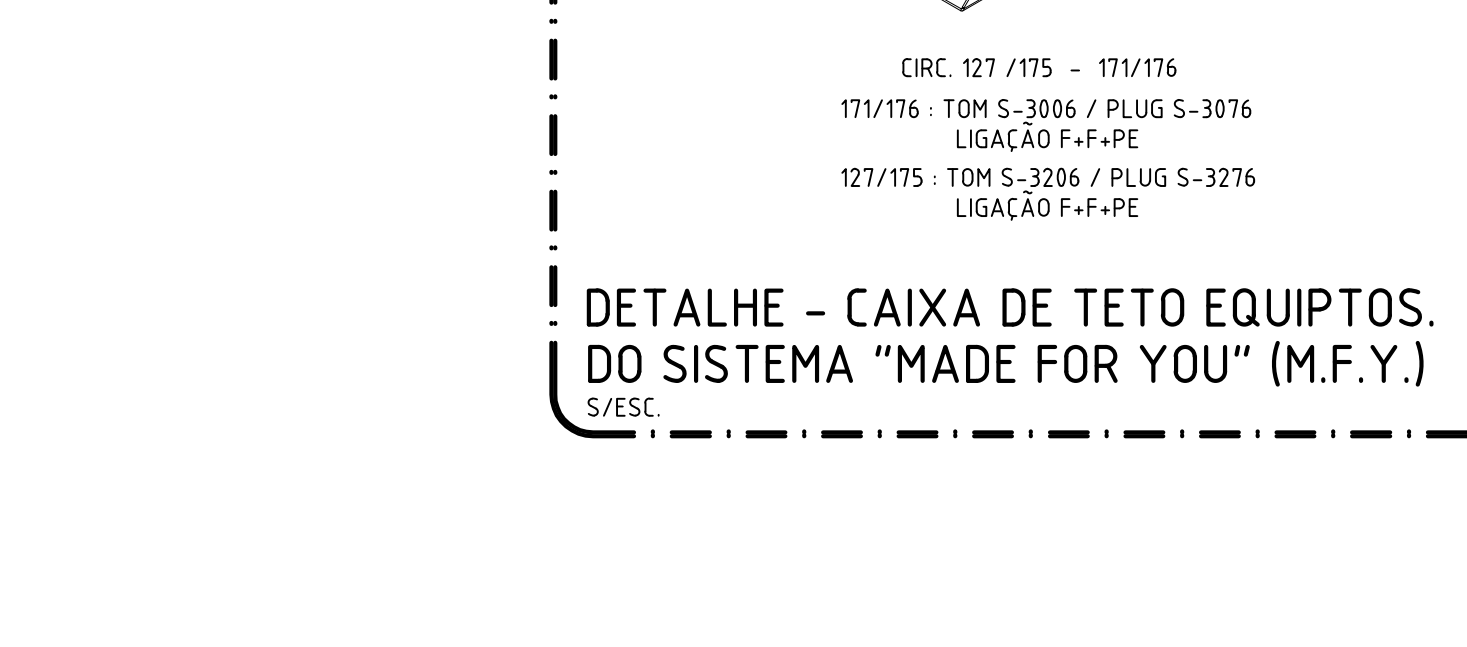 CIRC. 127 /175 - 171/176
171/176 : TOM S-3006 / PLUG S-3076
LIGAÇÃO F+F+PE
127/175 : TOM S-3206 / PLUG S-3276
LIGAÇÃO F+F+PE
DETALHE - CAIXA DE TETO EQUIPTOS.
DO SISTEMA "MADE FOR YOU" (M.F.Y.)
S/ESC.